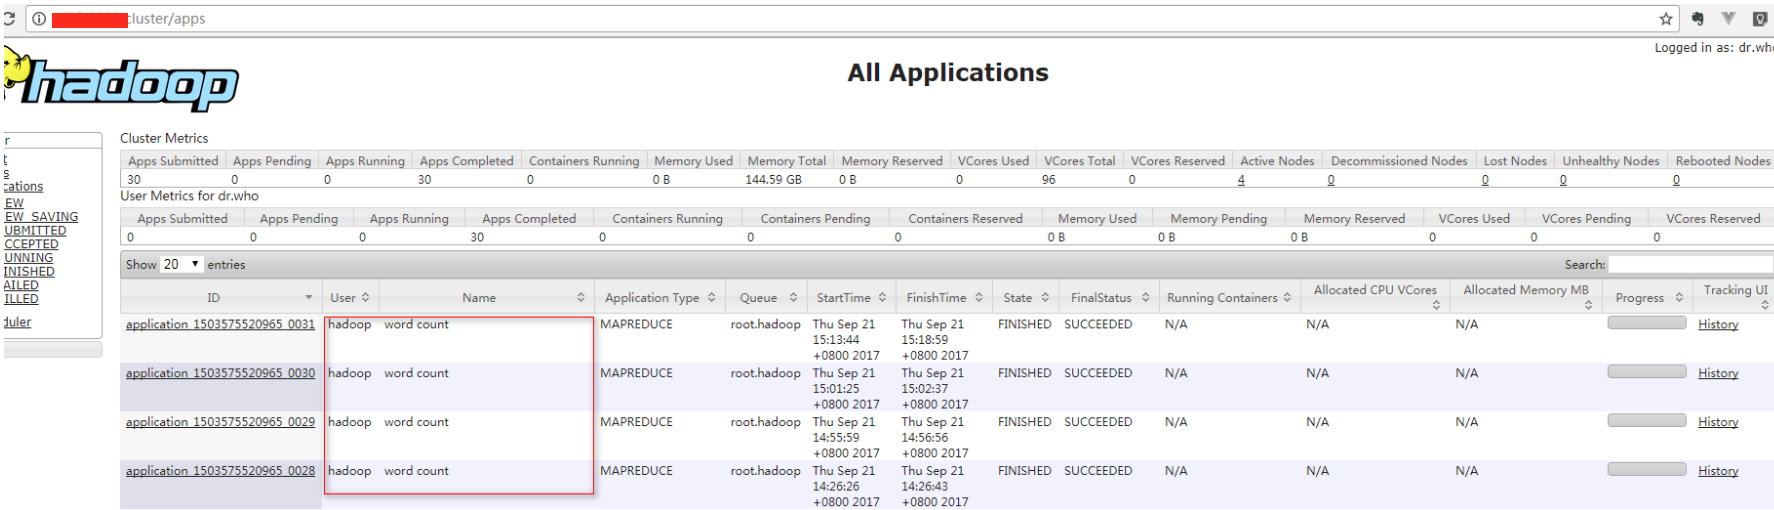 cluster/apps
Logged in as: dr.who
hadoop
All Applications
r
t
s
cations
EW
EW_SAVING
UBMITTED
CCEPTED
UNNING
INISHED
AILED
ILLED
duler
Cluster Metrics
Apps Submitted Apps Pending Apps Running Apps Completed Containers Running Memory Used Memory Total Memory Reserved VCores Used VCores Total VCores Reserved Active Nodes Decommissioned Nodes Lost Nodes Unhealthy Nodes Rebooted Nodes
30 0 0 30 0 0 B 144.59 GB 0 B 0 96 0 4 0 0 0 0
User Metrics for dr.who
Apps Submitted Apps Pending Apps Running Apps Completed Containers Running Containers Pending Containers Reserved Memory Used Memory Pending Memory Reserved VCores Used VCores Pending VCores Reserved
0 0 0 30 0 0 0 0 B 0 B 0 B 0 0 0
Show 20 entries Search:
ID User Name Application Type Queue StartTime FinishTime State FinalStatus Running Containers Allocated CPU VCores Allocated Memory MB Progress Tracking UI
application_1503575520965_0031 hadoop word count MAPREDUCE root.hadoop Thu Sep 21 Thu Sep 21 FINISHED SUCCEEDED N/A N/A N/A History
15:13:44 15:18:59
+0800 2017 +0800 2017
application_1503575520965_0030 hadoop word count MAPREDUCE root.hadoop Thu Sep 21 Thu Sep 21 FINISHED SUCCEEDED N/A N/A N/A History
15:01:25 15:02:37
+0800 2017 +0800 2017
application_1503575520965_0029 hadoop word count MAPREDUCE root.hadoop Thu Sep 21 Thu Sep 21 FINISHED SUCCEEDED N/A N/A N/A History
14:55:59 14:56:56
+0800 2017 +0800 2017
application_1503575520965_0028 hadoop word count MAPREDUCE root.hadoop Thu Sep 21 Thu Sep 21 FINISHED SUCCEEDED N/A N/A N/A History
14:26:26 14:26:43
+0800 2017 +0800 2017